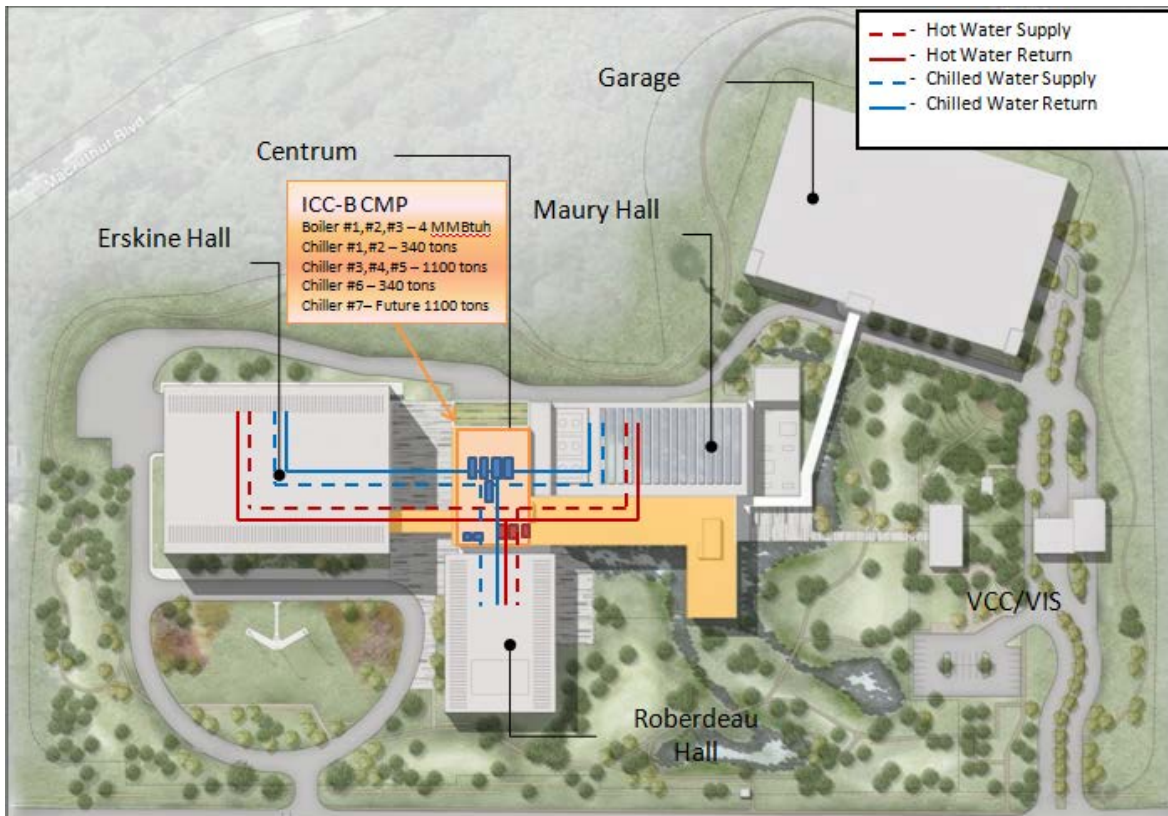 - Hot Water Supply
- Hot Water Return
- Chilled Water Supply
- Chilled Water Return
Garage
MacArthur Blvd
Centrum
ICC-B CMP
Boiler #1,#2,#3 – 4 MMBtuh
Chiller #1,#2 – 340 tons
Chiller #3,#4,#5 – 1100 tons
Chiller #6 – 340 tons
Chiller #7– Future 1100 tons
Maury Hall
Erskine Hall
VCC/VIS
Roberdeau
Hall